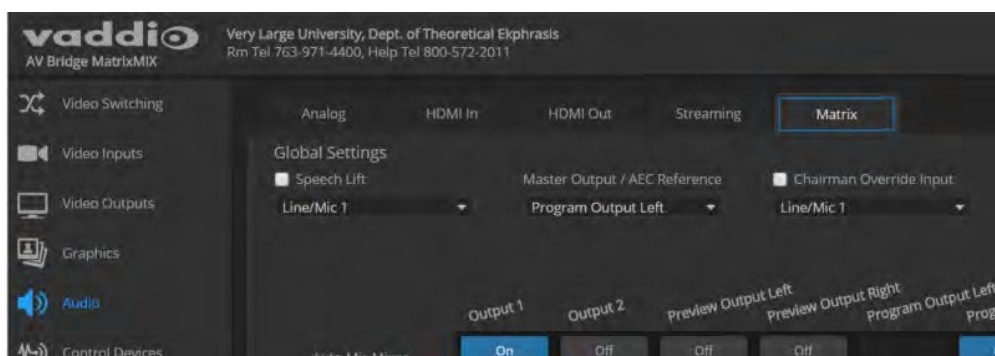 vaddio
AV Bridge MatrixMIX
Very Large University, Dept. of Theoretical Ekphrasis
Rm Tel 763-971-4400, Help Tel 800-572-2011
Video Switching
Video Inputs
Video Outputs
Graphics
Audio
Control Devices
Analog HDMI In HDMI Out Streaming Matrix
Global Settings
Speech Lift Master Output / AEC Reference Chairman Override Input
Line/Mic 1 Program Output Left Line/Mic 1
Output 1 Output 2 Preview Output Left Preview Output Right Program Output Left
On Off Off Off